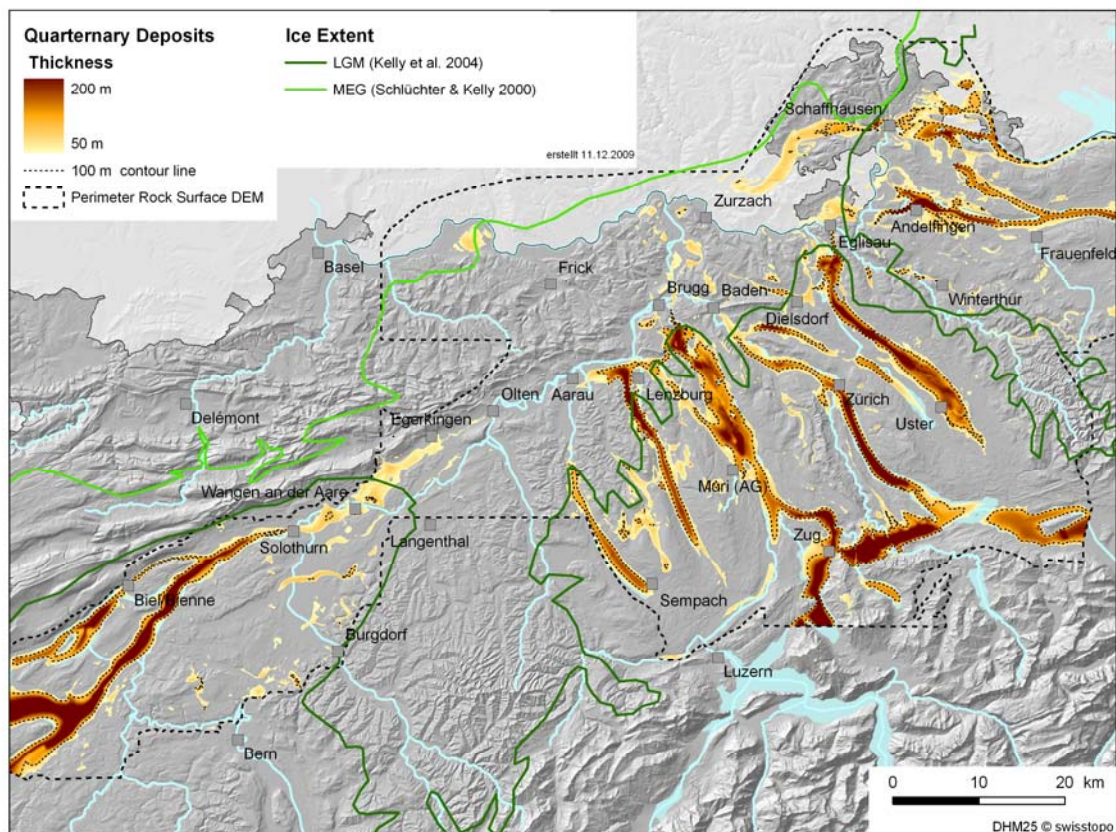 Quarternary Deposits
Thickness
200 m
50 m
100 m contour line
Perimeter Rock Surface DEM
Ice Extent
LGM (Kelly et al. 2004)
MEG (Schlüchter & Kelly 2000)
erstellt 11.12.2009
Schaffhausen
Zurzach
Andelfingen
Eglisau
Frauenfeld
Basel
Frick
Winterthur
Brugg
Baden
Dielsdorf
Aarau
Lenzburg
Zürich
Olten
Uster
Delémont
Egerkingen
Muri (AG)
Wangen an der Aare
Solothurn
Langenthal
Zug
Biel/Bienne
Sempach
Burgdorf
Luzern
Bern
0 10 20 km
DHM25 © swisstopo